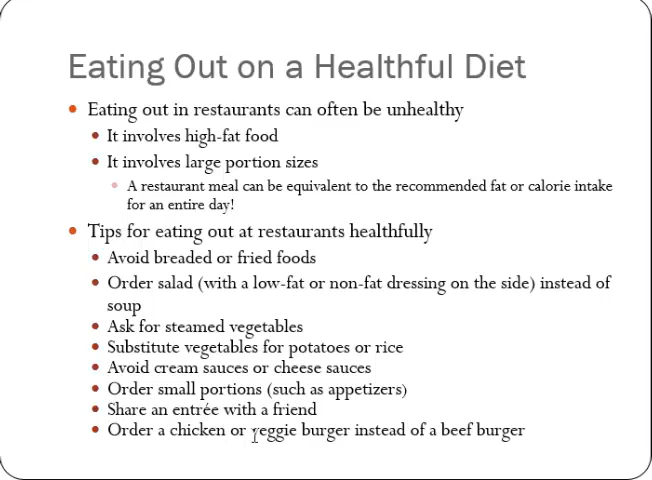 Eating Out on a Healthful Diet
Eating out in restaurants can often be unhealthy
It involves high-fat food
It involves large portion sizes
A restaurant meal can be equivalent to the recommended fat or calorie intake
for an entire day!
Tips for eating out at restaurants healthfully
Avoid breaded or fried foods
Order salad (with a low-fat or non-fat dressing on the side) instead of
soup
Ask for steamed vegetables
Substitute vegetables for potatoes or rice
Avoid cream sauces or cheese sauces
Order small portions (such as appetizers)
Share an entrée with a friend
Order a chicken or veggie burger instead of a beef burger